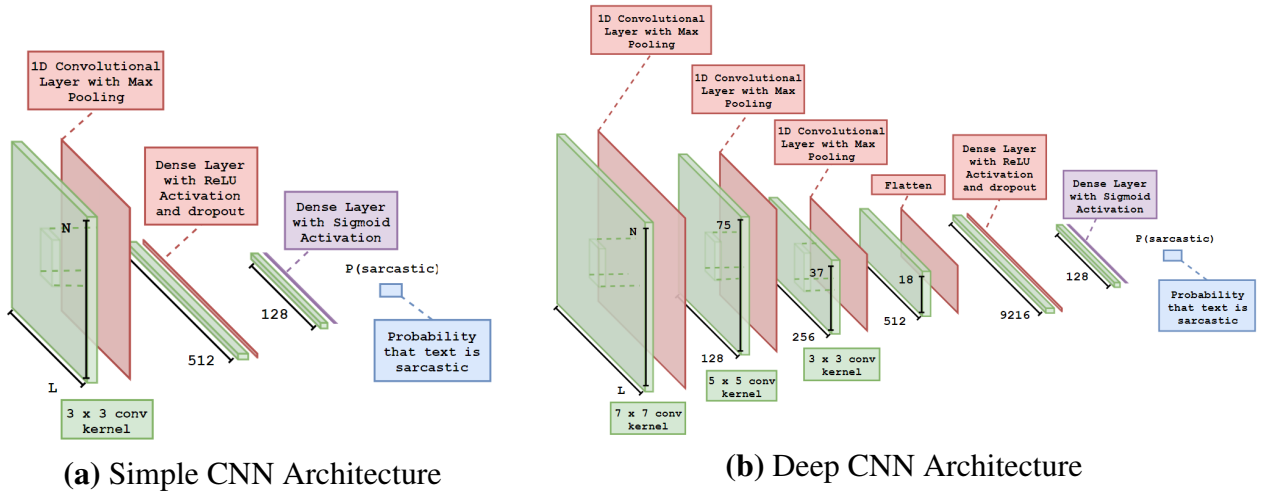 1D Convolutional
Layer with Max
Pooling
Dense Layer
with ReLU
Activation
and dropout
Dense Layer
with Sigmoid
Activation
N
P(sarcastic)
128
512
L
Probability
that text is
sarcastic
3 x 3 conv
kernel
(a) Simple CNN Architecture
1D Convolutional
Layer with Max
Pooling
1D Convolutional
Layer with Max
Pooling
1D Convolutional
Layer with Max
Pooling
Flatten
Dense Layer
with ReLU
Activation
and dropout
Dense Layer
with Sigmoid
Activation
N
75
37
18
P(sarcastic)
128
9216
512
256
128
L
Probability
that text is
sarcastic
3 x 3 conv
kernel
5 x 5 conv
kernel
7 x 7 conv
kernel
(b) Deep CNN Architecture